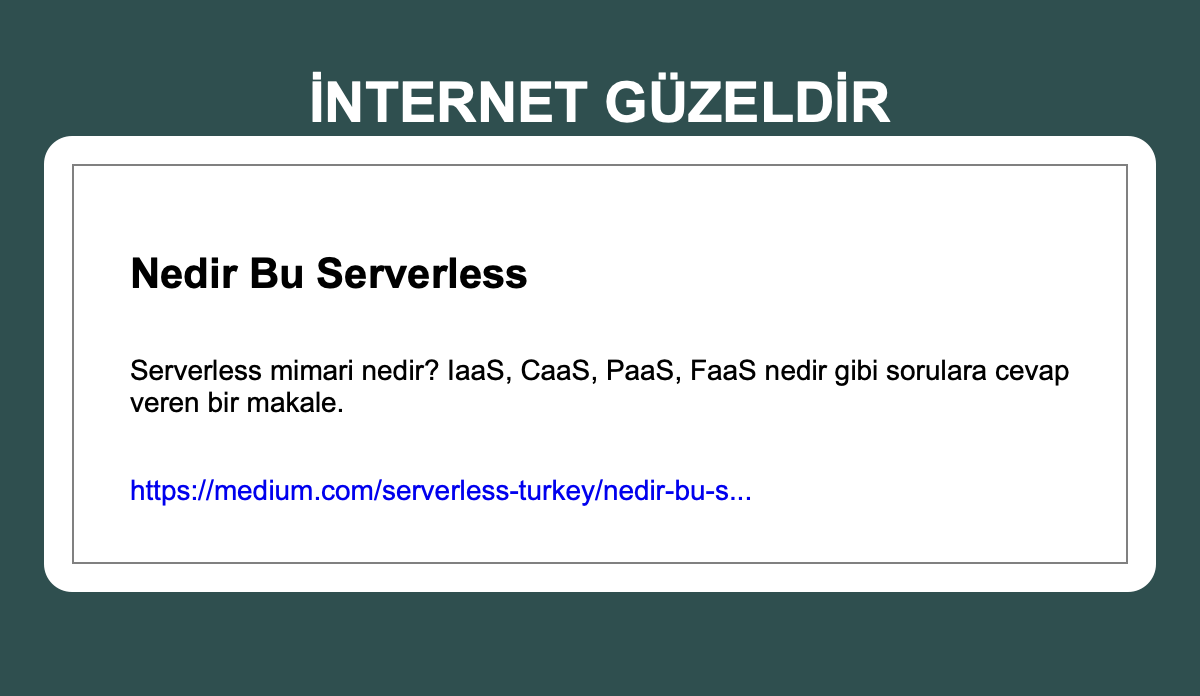 İNTERNET GÜZELDİR
Nedir Bu Serverless
Serverless mimari nedir? IaaS, CaaS, PaaS, FaaS nedir gibi sorulara cevap
veren bir makale.
https://medium.com/serverless-turkey/nedir-bu-s...